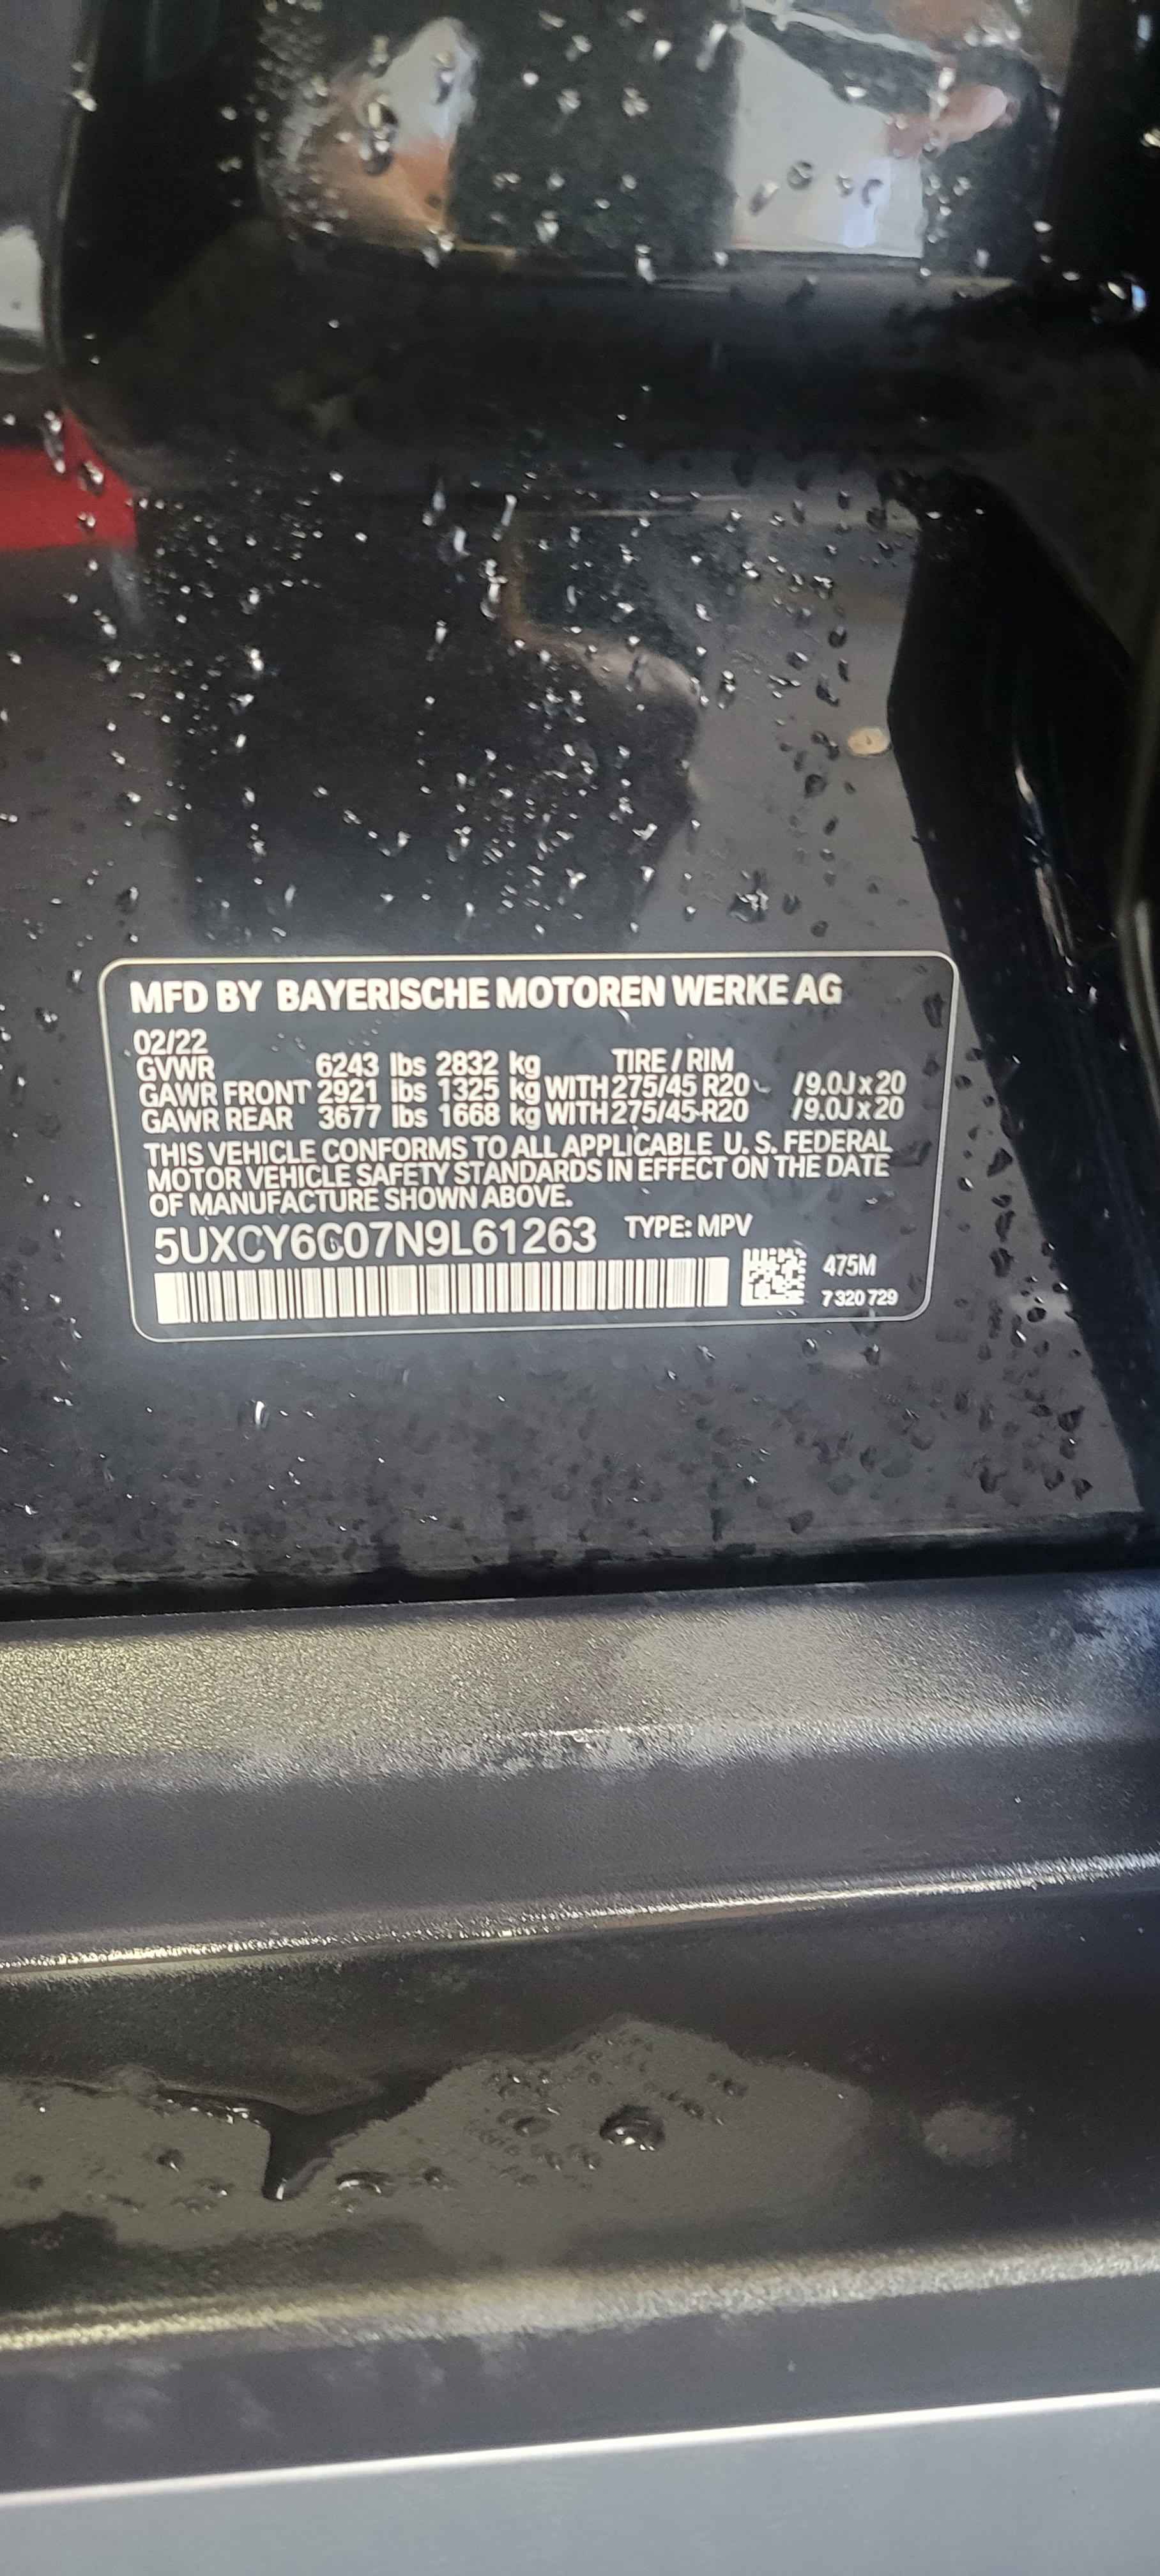 MFD BY BAYERISCHE MOTOREN WERKE AG
02/22
GVWR 6243 lbs 2832 kg TIRE / RIM
GAWR FRONT 2921 lbs 1325 kg WITH 275/45 R20 /9.0J x 20
GAWR REAR 3677 lbs 1668 kg WITH 275/45 R20 /9.0J x 20
THIS VEHICLE CONFORMS TO ALL APPLICABLE U. S. FEDERAL
MOTOR VEHICLE SAFETY STANDARDS IN EFFECT ON THE DATE
OF MANUFACTURE SHOWN ABOVE.
5UXCY6C07N9L61263 TYPE: MPV
475M
7 320 729